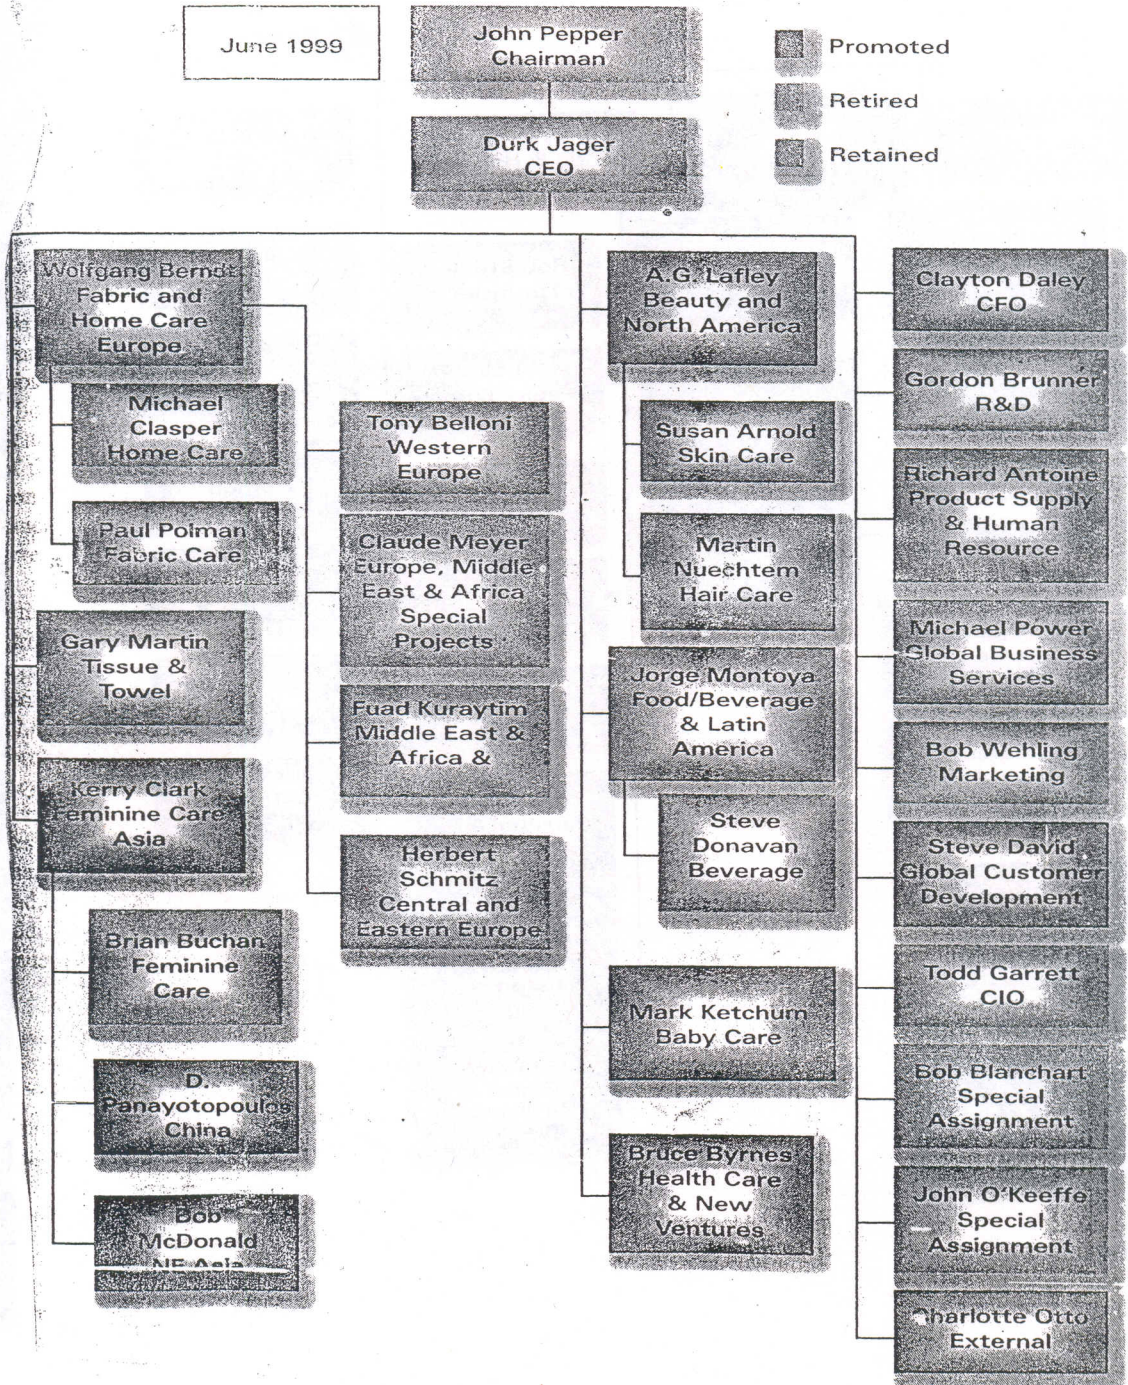 June 1999
John Pepper
Chairman
Promoted
Retired
Retained
Durk Jager
CEO
Wolfgang Berndt
Fabric and
Home Care
Europe
Michael
Clasper
Home Care
Paul Polman
Fabric Care
Gary Martin
Tissue &
Towel
Kerry Clark
Feminine Care
Asia
Brian Buchan
Feminine
Care
D.
Panayotopoulos
China
Bob
McDonald
NE Asia
Tony Belloni
Western
Europe
Claude Meyer
Europe, Middle
East & Africa
Special
Projects
Fuad Kuraytim
Middle East &
Africa &
Herbert
Schmitz
Central and
Eastern Europe
A.G. Lafley
Beauty and
North America
Susan Arnold
Skin Care
Martin
Nuechtem
Hair Care
Jorge Montoya
Food/Beverage
& Latin
America
Steve
Donavan
Beverage
Mark Ketchum
Baby Care
Bruce Byrnes
Health Care
& New
Ventures
Clayton Daley
CFO
Gordon Brunner
R&D
Richard Antoine
Product Supply
& Human
Resource
Michael Power
Global Business
Services
Bob Wehling
Marketing
Steve David
Global Customer
Development
Todd Garrett
CIO
Bob Blanchart
Special
Assignment
John O'Keeffe
Special
Assignment
Charlotte Otto
External